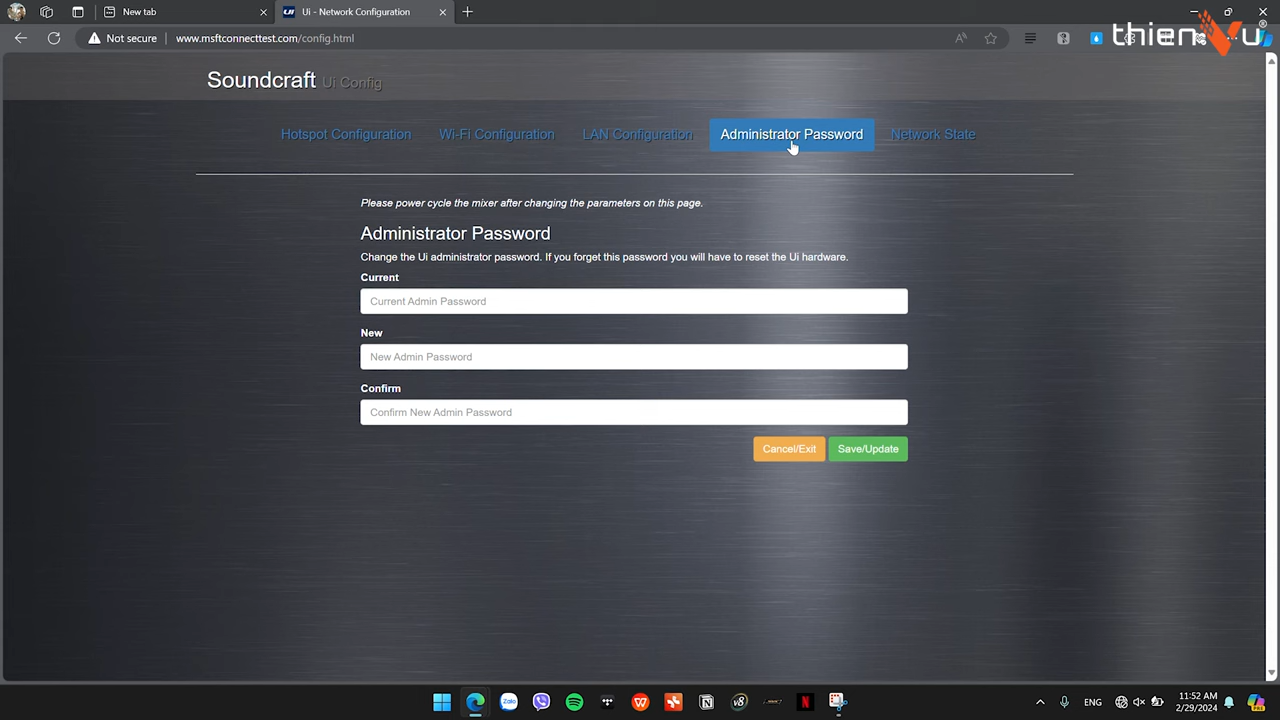 New tab
Ui - Network Configuration
Not secure
www.msftconnecttest.com/config.html
thienVu
Soundcraft Ui Config
Hotspot Configuration
Wi-Fi Configuration
LAN Configuration
Administrator Password
Network State
Please power cycle the mixer after changing the parameters on this page.
Administrator Password
Change the Ui administrator password. If you forget this password you will have to reset the Ui hardware.
Current
Current Admin Password
New
New Admin Password
Confirm
Confirm New Admin Password
Cancel/Exit
Save/Update
Zalo
v8
ENG
11:52 AM
2/29/2024